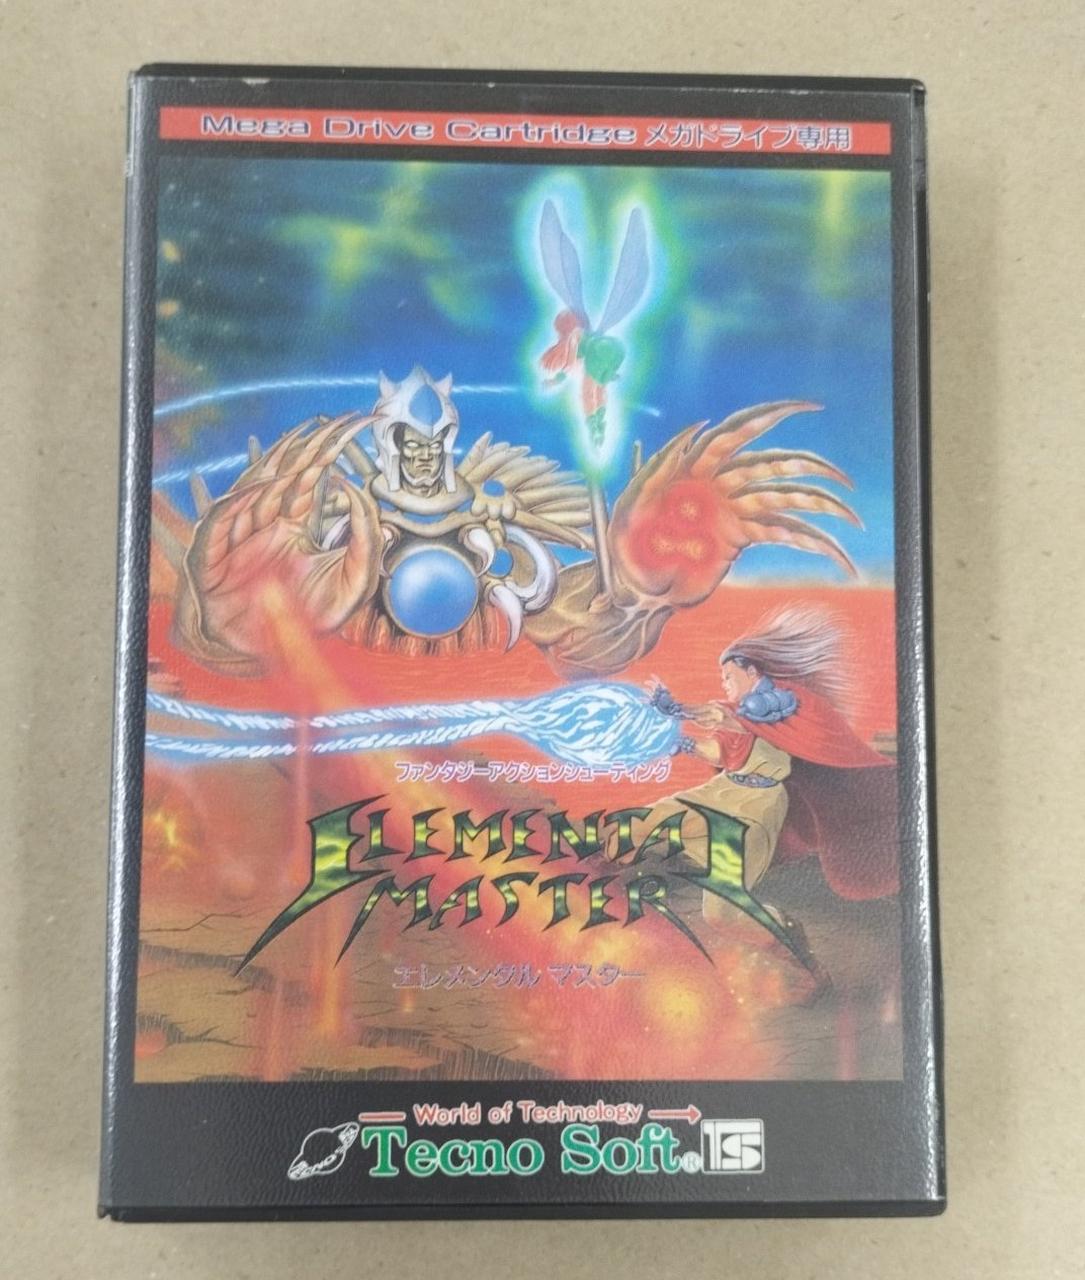 Mega Drive Cartridge メガドライブ専用
ファンタジーアクションシューティング
ELEMENTAL
MASTER
エレメンタル マスター
World of Technology
Tecno Soft® TS